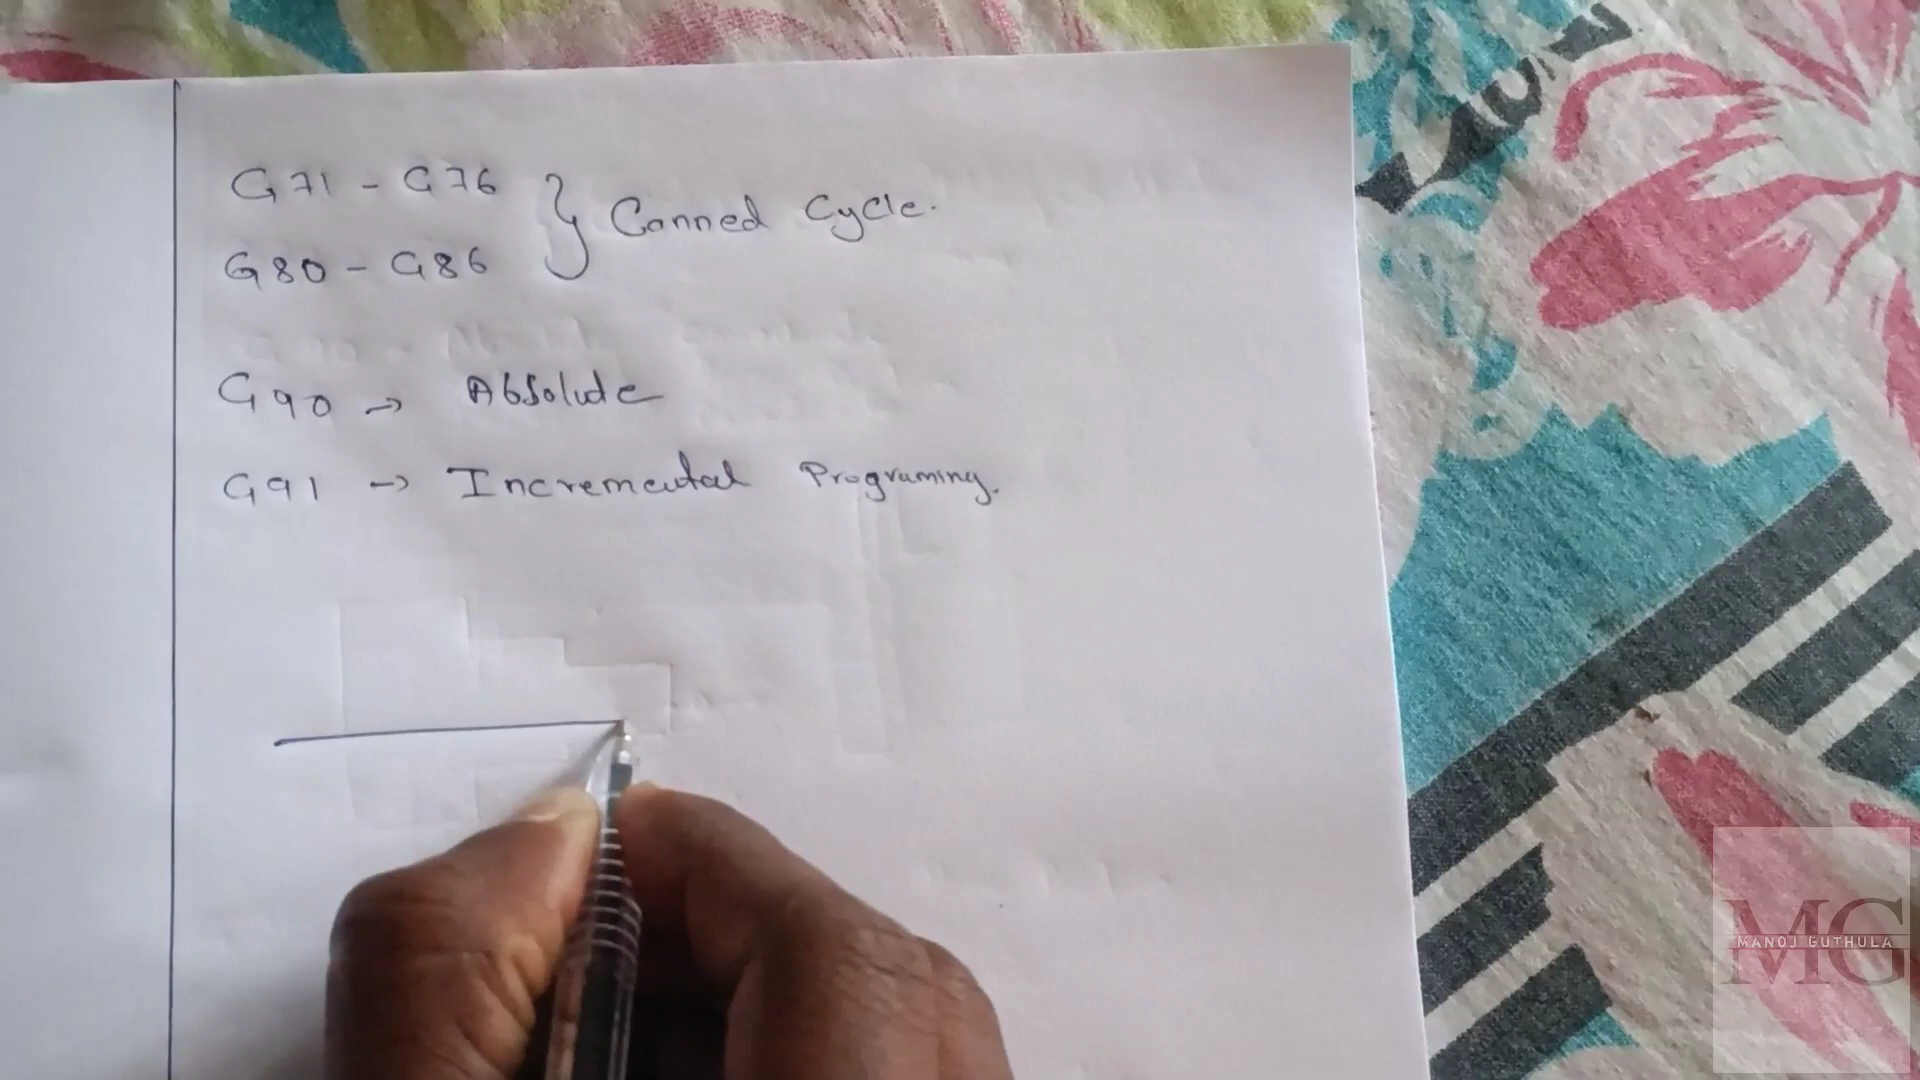 G71 - G76
G80 - G86
} Canned Cycle.
G90 → Absolute
G91 → Incremental Programing.
MG
MANOJ GUTHULA